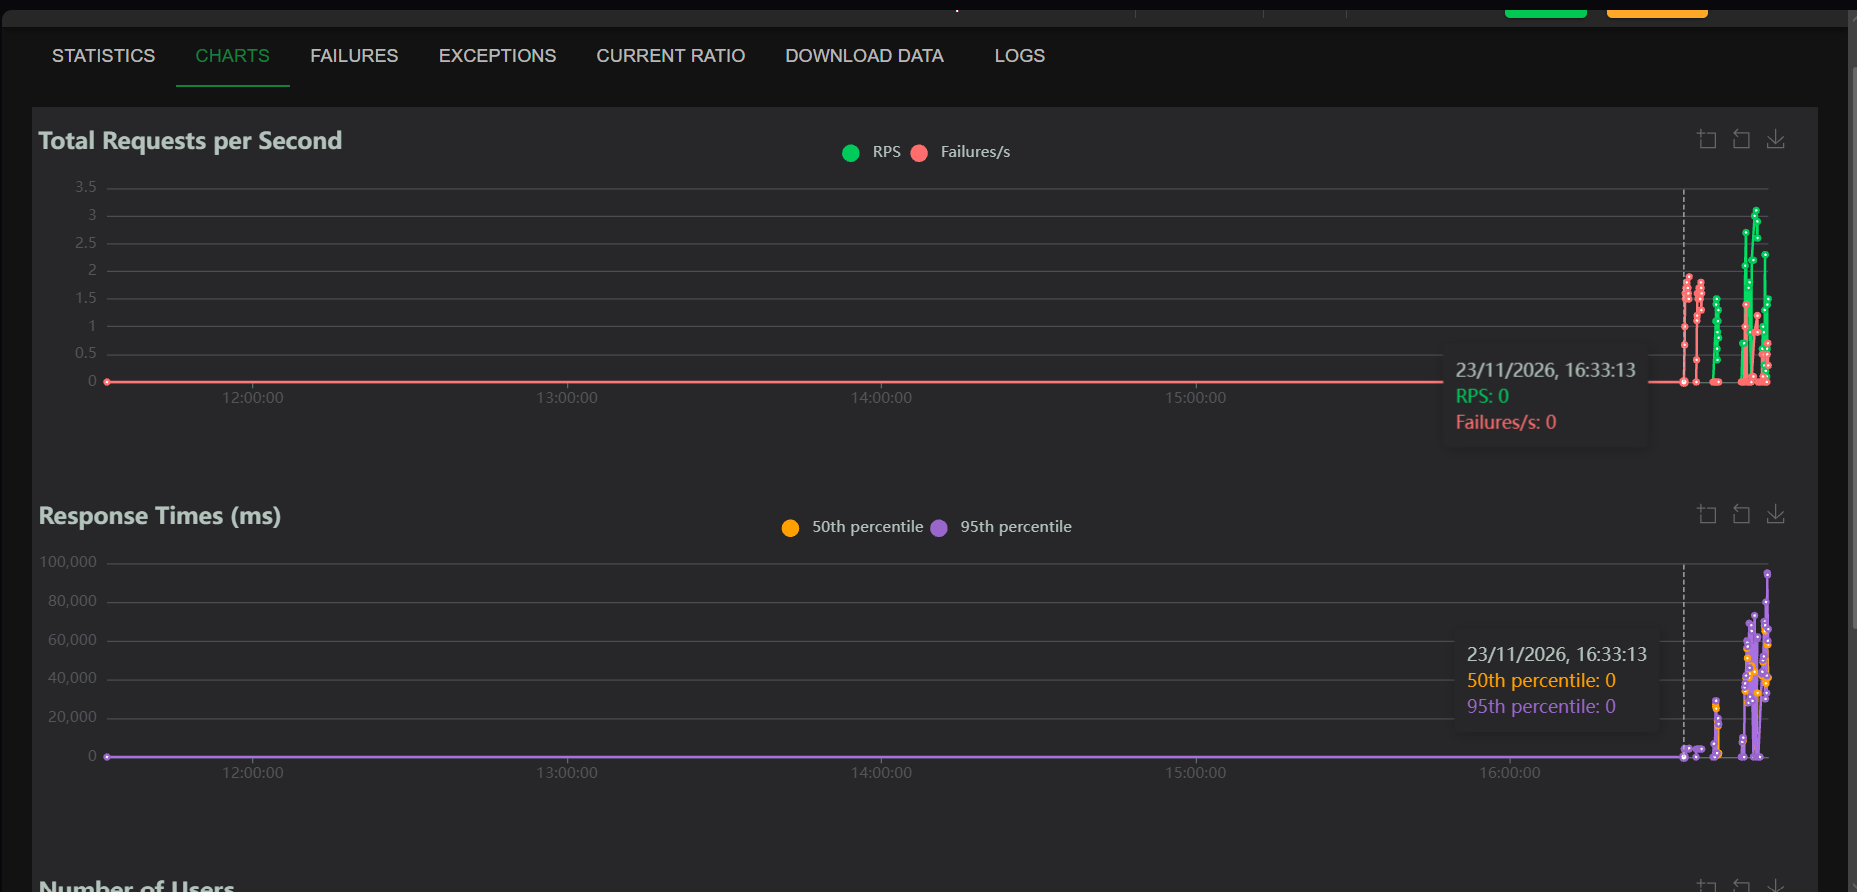 STATISTICS CHARTS FAILURES EXCEPTIONS CURRENT RATIO DOWNLOAD DATA LOGS
Total Requests per Second
RPS Failures/s
3.5
3
2.5
2
1.5
1
0.5
0
12:00:00 13:00:00 14:00:00 15:00:00
23/11/2026, 16:33:13
RPS: 0
Failures/s: 0
Response Times (ms)
50th percentile 95th percentile
100,000
80,000
60,000
40,000
20,000
0
12:00:00 13:00:00 14:00:00 15:00:00 16:00:00
23/11/2026, 16:33:13
50th percentile: 0
95th percentile: 0
Number of Users